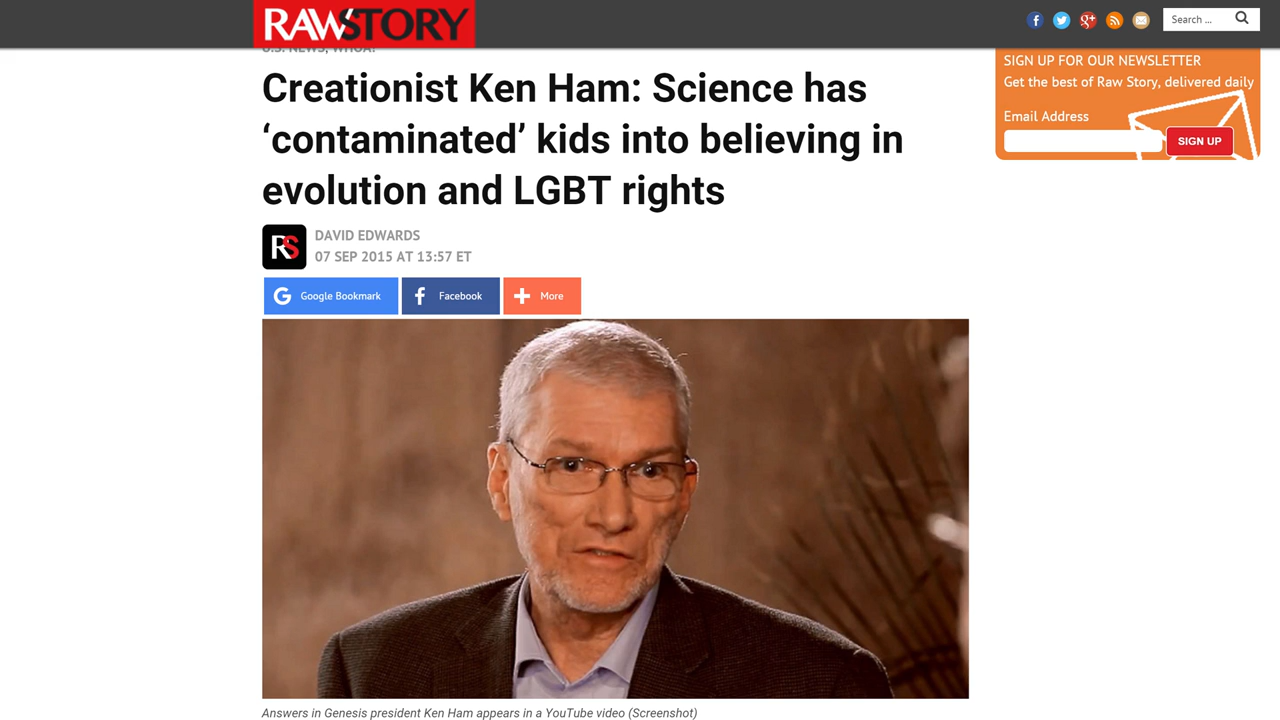 RAWSTORY
Search ...
U.S. NEWS, WHOA!
Creationist Ken Ham: Science has
‘contaminated’ kids into believing in
evolution and LGBT rights
RS
DAVID EDWARDS
07 SEP 2015 AT 13:57 ET
G Google Bookmark
f Facebook
+ More
Answers in Genesis president Ken Ham appears in a YouTube video (Screenshot)
SIGN UP FOR OUR NEWSLETTER
Get the best of Raw Story, delivered daily
Email Address
SIGN UP